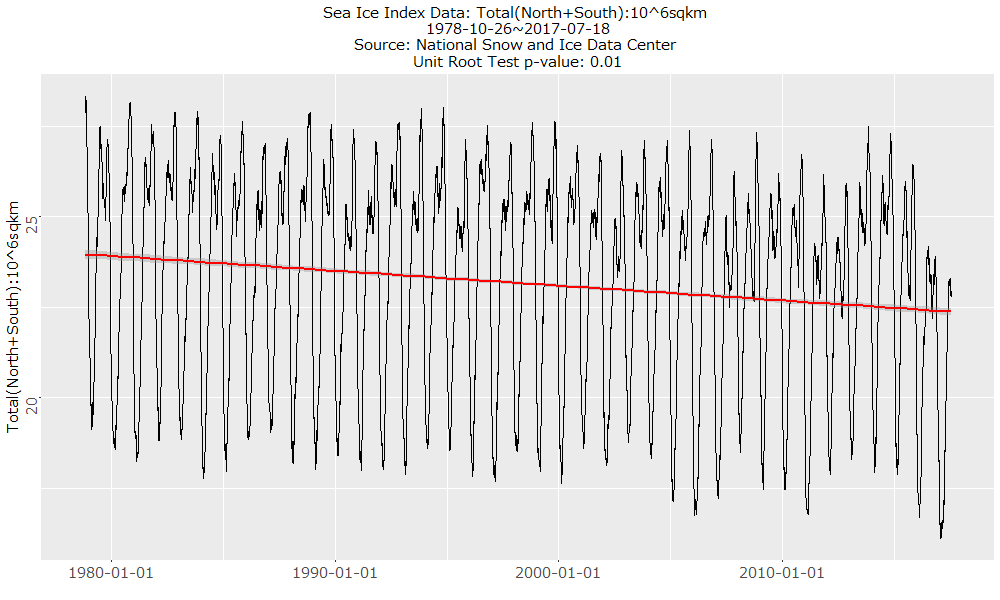 Sea Ice Index Data: Total(North+South):10^6sqkm
1978-10-26~2017-07-18
Source: National Snow and Ice Data Center
Unit Root Test p-value: 0.01
Total(North+South):10^6sqkm
25
20
1980-01-01
1990-01-01
2000-01-01
2010-01-01